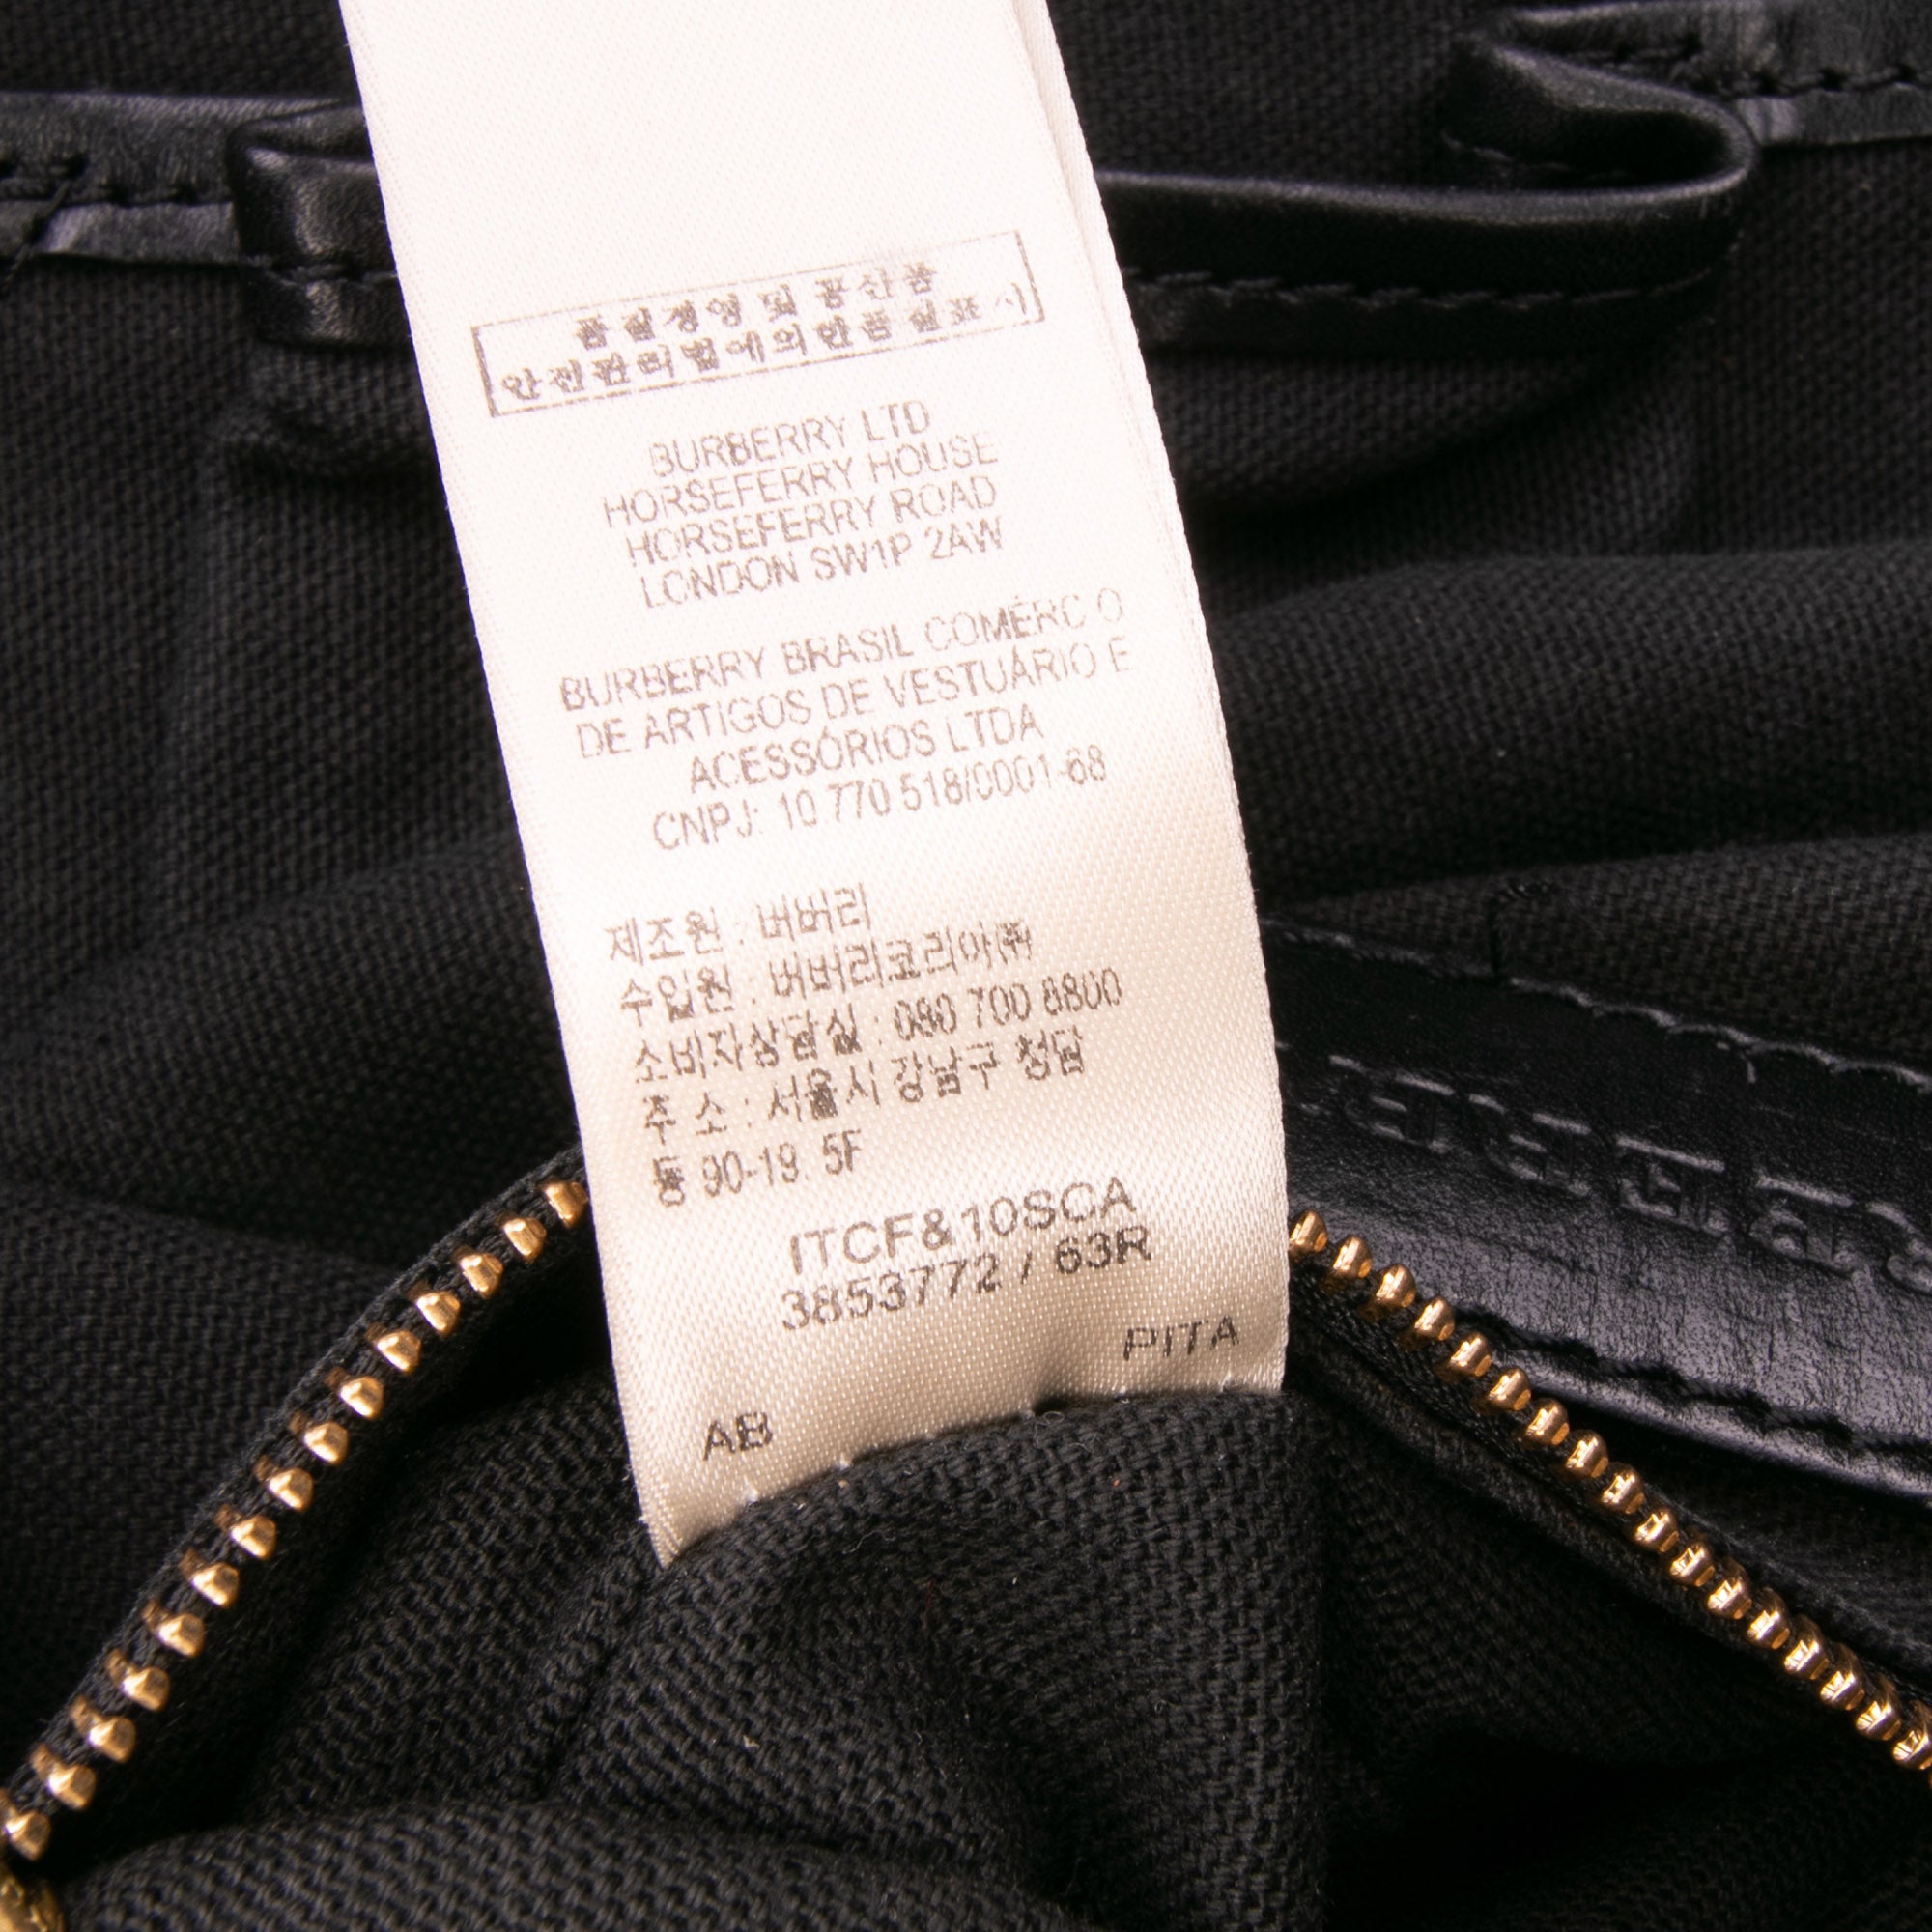 품질경영 및 공산품
안전관리법에의한품질표시
BURBERRY LTD
HORSEFERRY HOUSE
HORSEFERRY ROAD
LONDON SW1P 2AW
BURBERRY BRASIL COMÉRC O
DE ARTIGOS DE VESTUÁRIO E
ACESSÓRIOS LTDA
CNPJ: 10 770 518/0001-68
제조원 : 버버리
수입원 : 버버리코리아㈜
소비자상담실 : 080 700 8800
주 소 : 서울시 강남구 청담
동 90-19. 5F
ITCF&10SCA
3853772 / 63R
PITA
AB